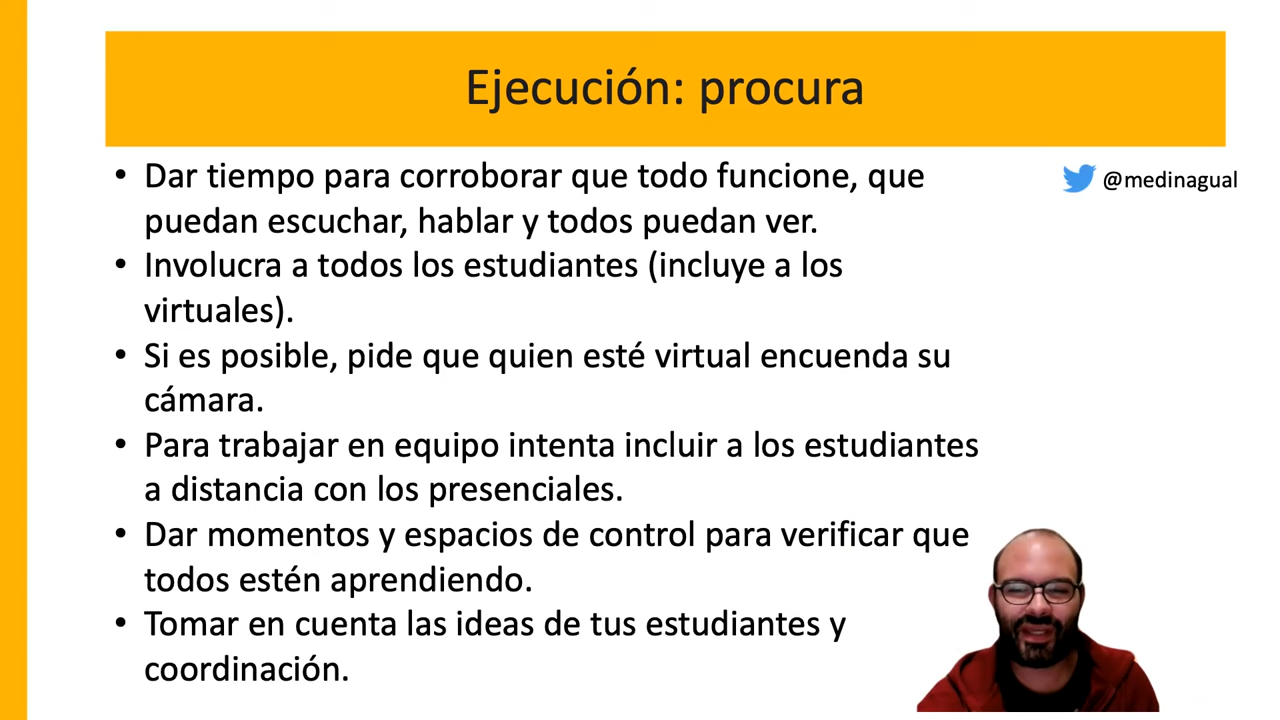 Ejecución: procura
• Dar tiempo para corroborar que todo funcione, que
puedan escuchar, hablar y todos puedan ver.
• Involucra a todos los estudiantes (incluye a los
virtuales).
• Si es posible, pide que quien esté virtual encuenda su
cámara.
• Para trabajar en equipo intenta incluir a los estudiantes
a distancia con los presenciales.
• Dar momentos y espacios de control para verificar que
todos estén aprendiendo.
• Tomar en cuenta las ideas de tus estudiantes y
coordinación.
@medinagual